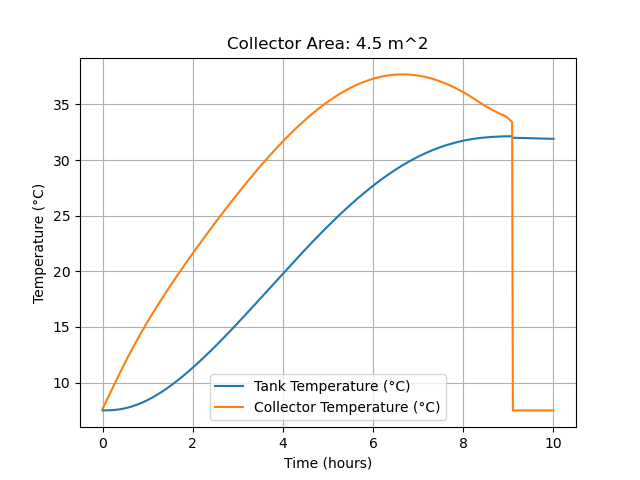 Collector Area: 4.5 m^2
Temperature (°C)
35
30
25
20
15
10
Tank Temperature (°C)
Collector Temperature (°C)
0 2 4 6 8 10
Time (hours)